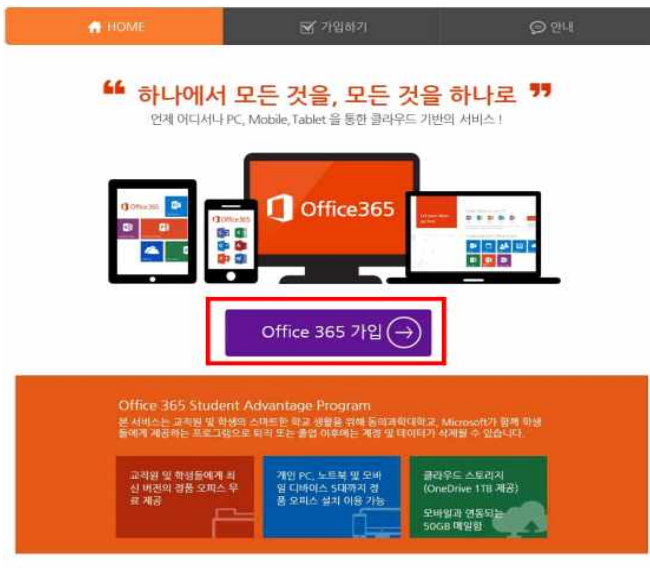 HOME
가입하기
안내
❝ 하나에서 모든 것을, 모든 것을 하나로 ❞
언제 어디서나 PC, Mobile, Tablet 을 통한 클라우드 기반의 서비스 !
Office 365
Office365
Office365
Office 365 가입
Office 365 Student Advantage Program
본 서비스는 교직원 및 학생의 스마트한 학교 생활을 위해 동의과학대학교, Microsoft가 함께 학생
들에게 제공하는 프로그램으로 퇴직 또는 졸업 이후에는 계정 및 데이터가 삭제될 수 있습니다.
교직원 및 학생들에게 최
신 버전의 정품 오피스 무
료 제공
개인 PC, 노트북 및 모바
일 디바이스 5대까지 정
품 오피스 설치 이용 가능
클라우드 스토리지
(OneDrive 1TB 제공)
모바일과 연동되는
50GB 메일함